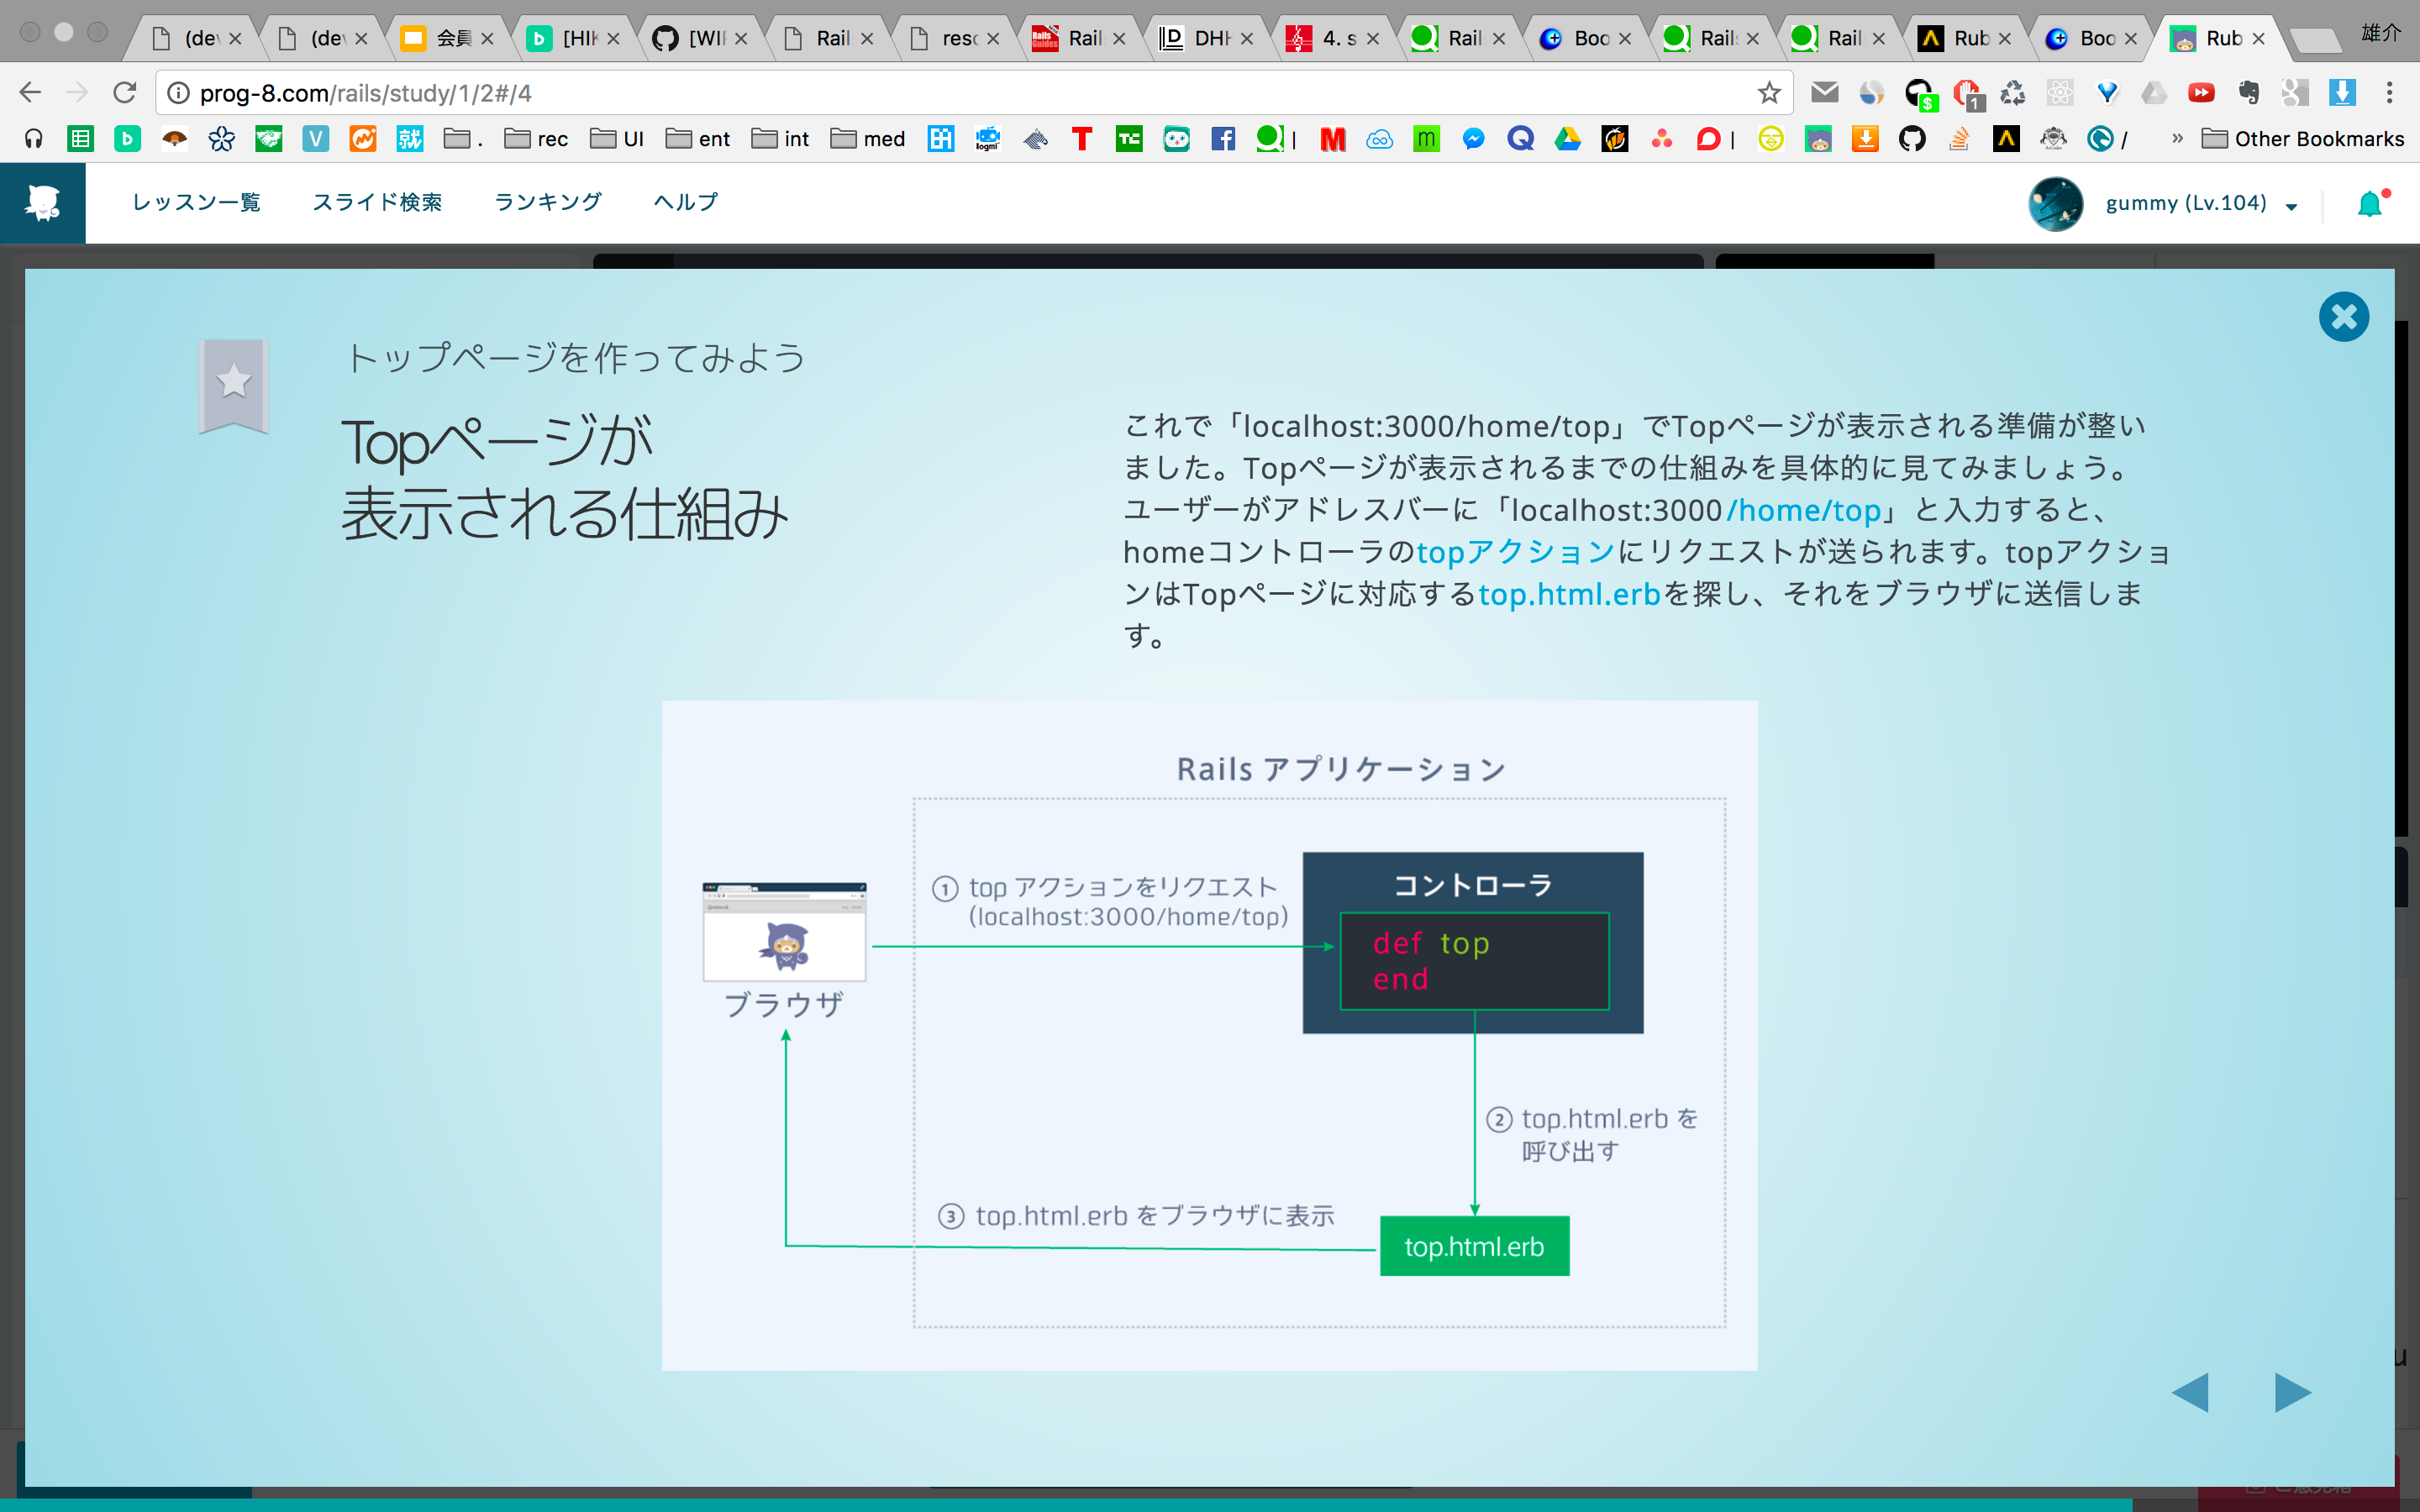 (dev
(dev
会員
[HIK
[WIP
Rail
reso
Rail
DHH
4. s
Rail
Boo
Rails
Rail
Rub
Boo
Rub
雄介
prog-8.com/rails/study/1/2#/4
.
rec
UI
ent
int
med
Other Bookmarks
レッスン一覧
スライド検索
ランキング
ヘルプ
gummy (Lv.104)
トップページを作ってみよう
Topページが
表示される仕組み
これで「localhost:3000/home/top」でTopページが表示される準備が整い
ました。Topページが表示されるまでの仕組みを具体的に見てみましょう。
ユーザーがアドレスバーに「localhost:3000/home/top」と入力すると、
homeコントローラのtopアクションにリクエストが送られます。topアクショ
ンはTopページに対応するtop.html.erbを探し、それをブラウザに送信しま
す。
Rails アプリケーション
① top アクションをリクエスト
(localhost:3000/home/top)
コントローラ
def top
end
ブラウザ
② top.html.erb を
呼び出す
③ top.html.erb をブラウザに表示
top.html.erb